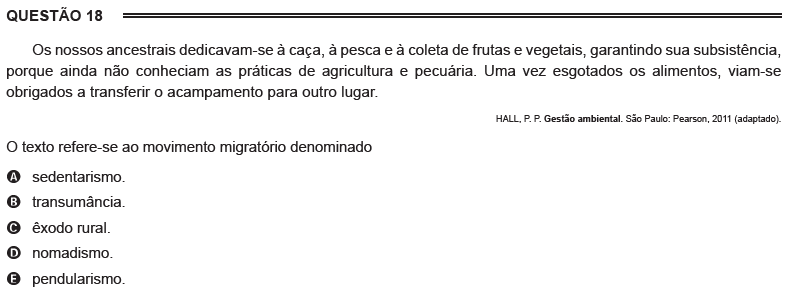 QUESTÃO 18
Os nossos ancestrais dedicavam-se à caça, à pesca e à coleta de frutas e vegetais, garantindo sua subsistência,
porque ainda não conheciam as práticas de agricultura e pecuária. Uma vez esgotados os alimentos, viam-se
obrigados a transferir o acampamento para outro lugar.
HALL, P. P. Gestão ambiental. São Paulo: Pearson, 2011 (adaptado).
O texto refere-se ao movimento migratório denominado
A sedentarismo.
B transumância.
C êxodo rural.
D nomadismo.
E pendularismo.